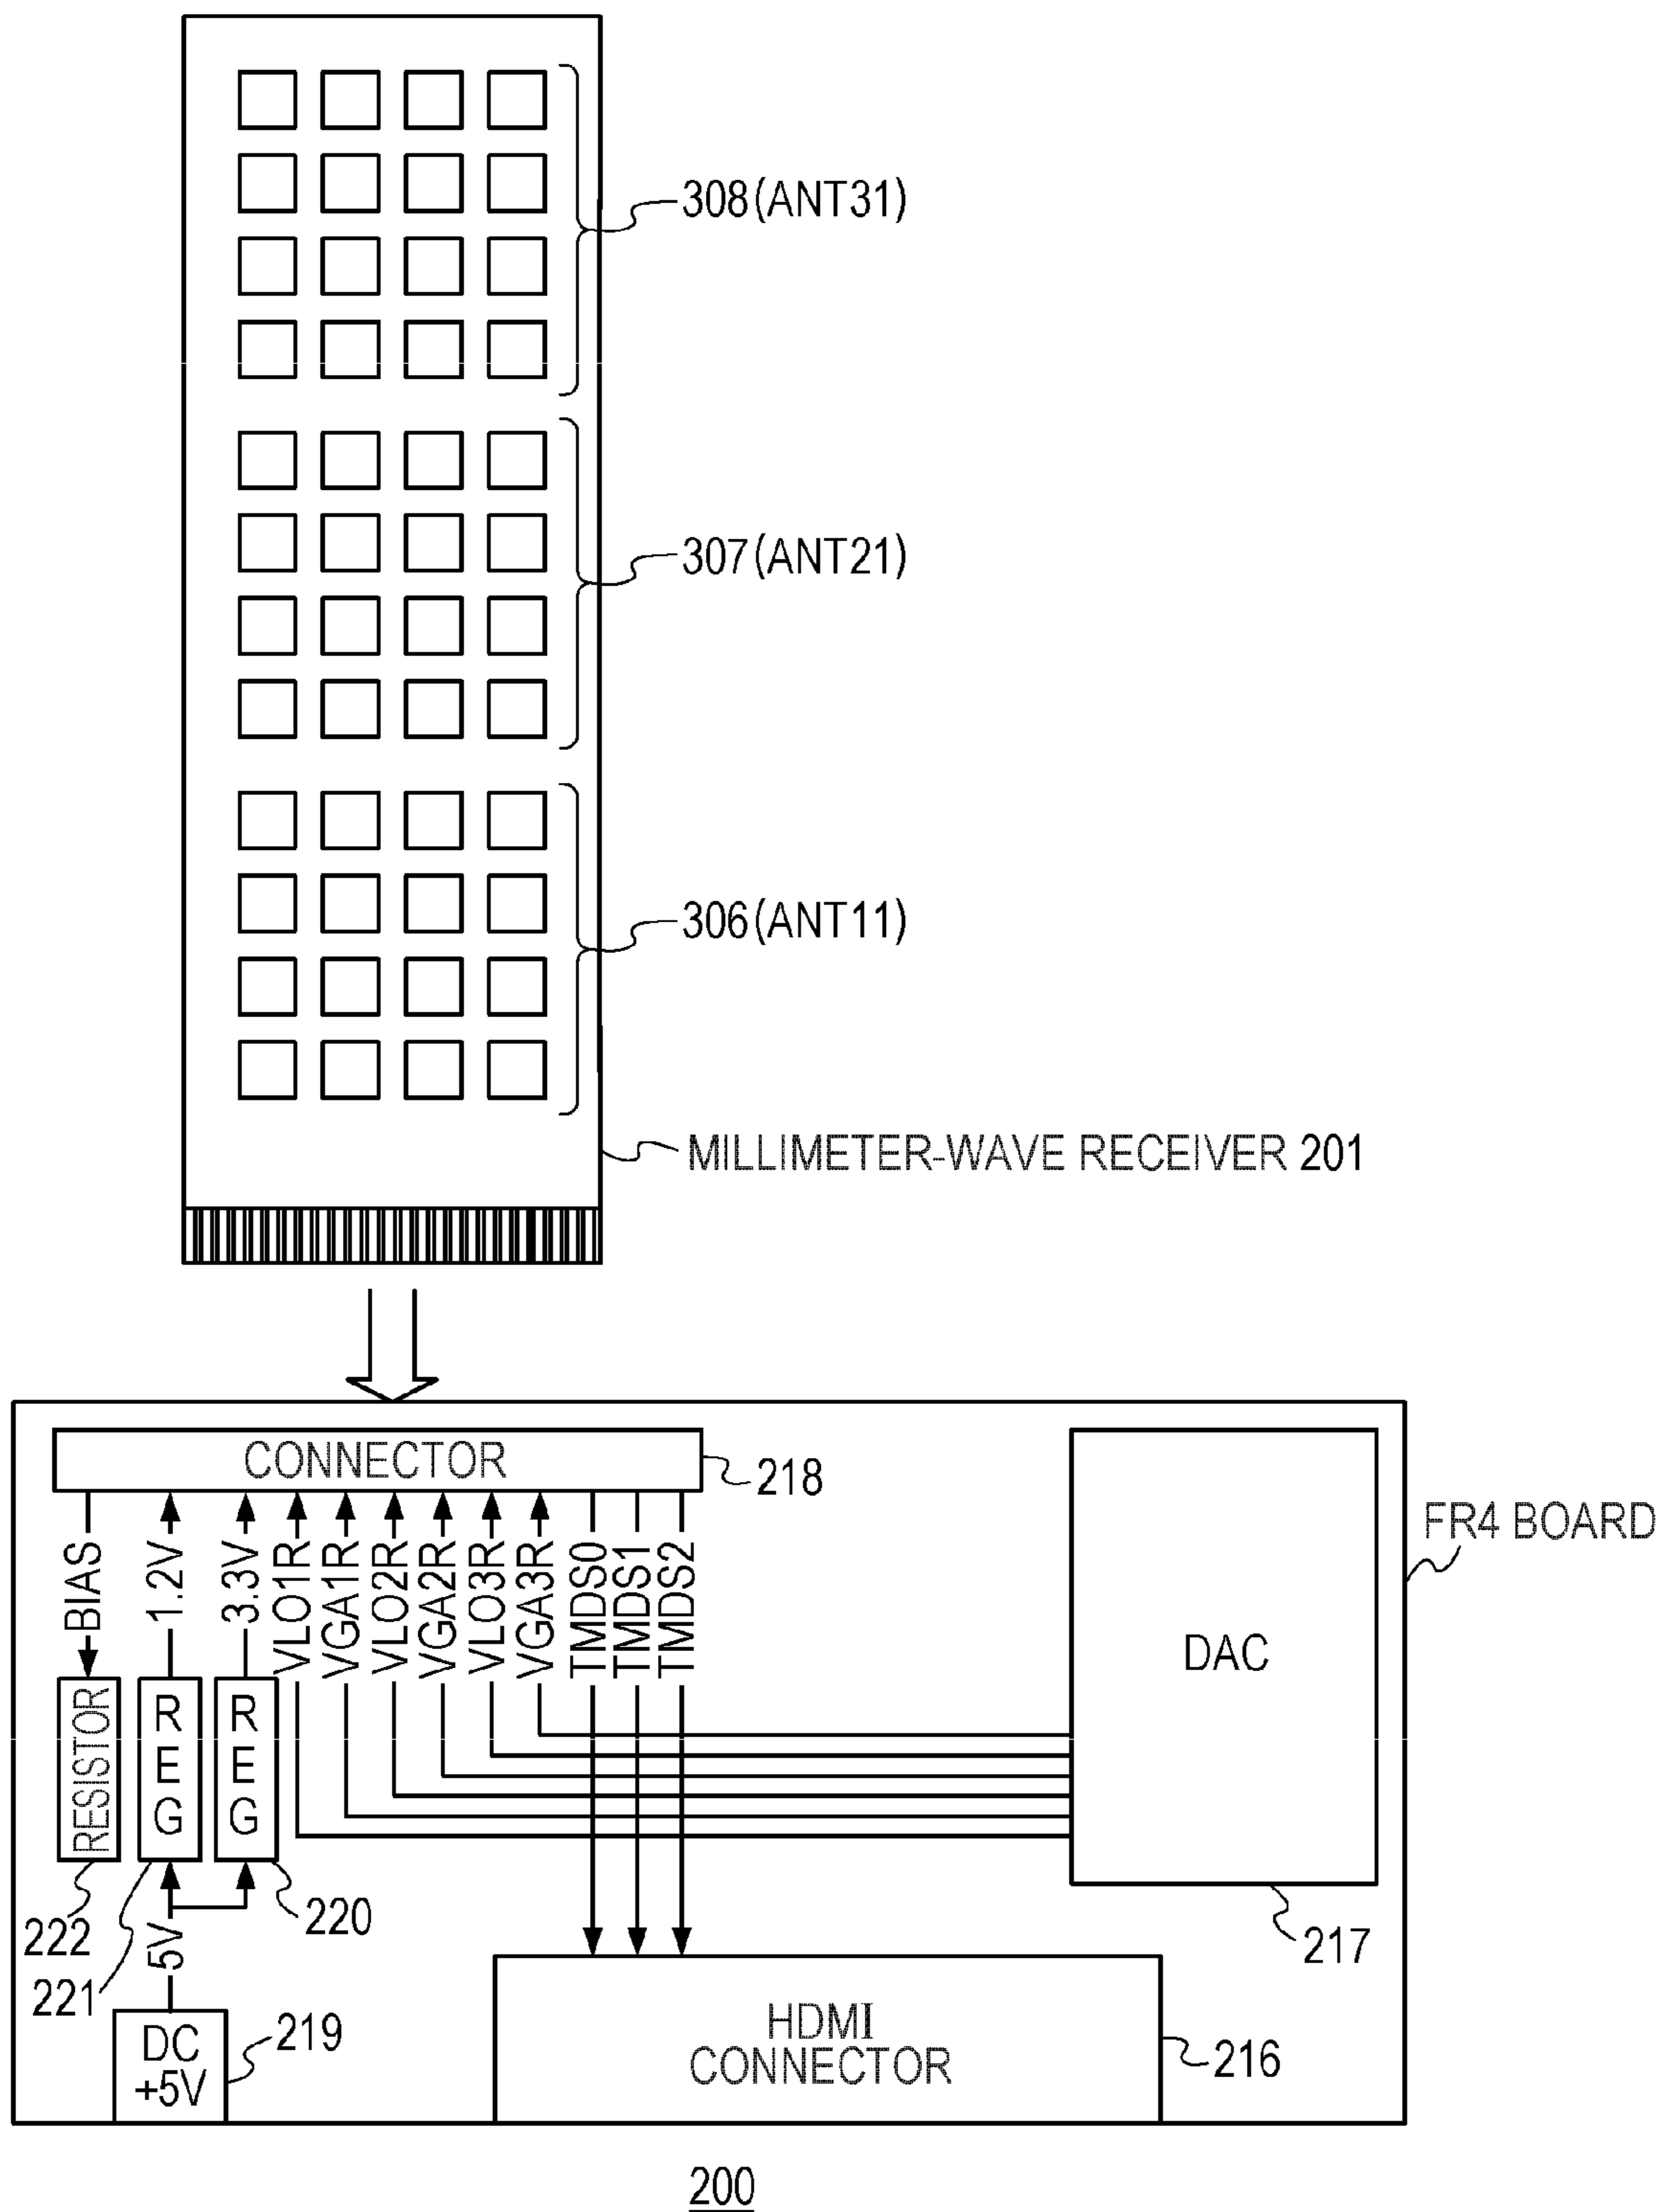 308(ANT31)
307(ANT21)
306(ANT11)
MILLIMETER-WAVE RECEIVER 201
CONNECTOR
218
FR4 BOARD
BIAS
1.2V
3.3V
VLO1R
VGA1R
VLO2R
VGA2R
VLO3R
VGA3R
TMDS0
TMDS1
TMDS2
DAC
RESISTOR
REG
REG
222
221
220
5V
217
DC
+5V
219
HDMI
CONNECTOR
216
200